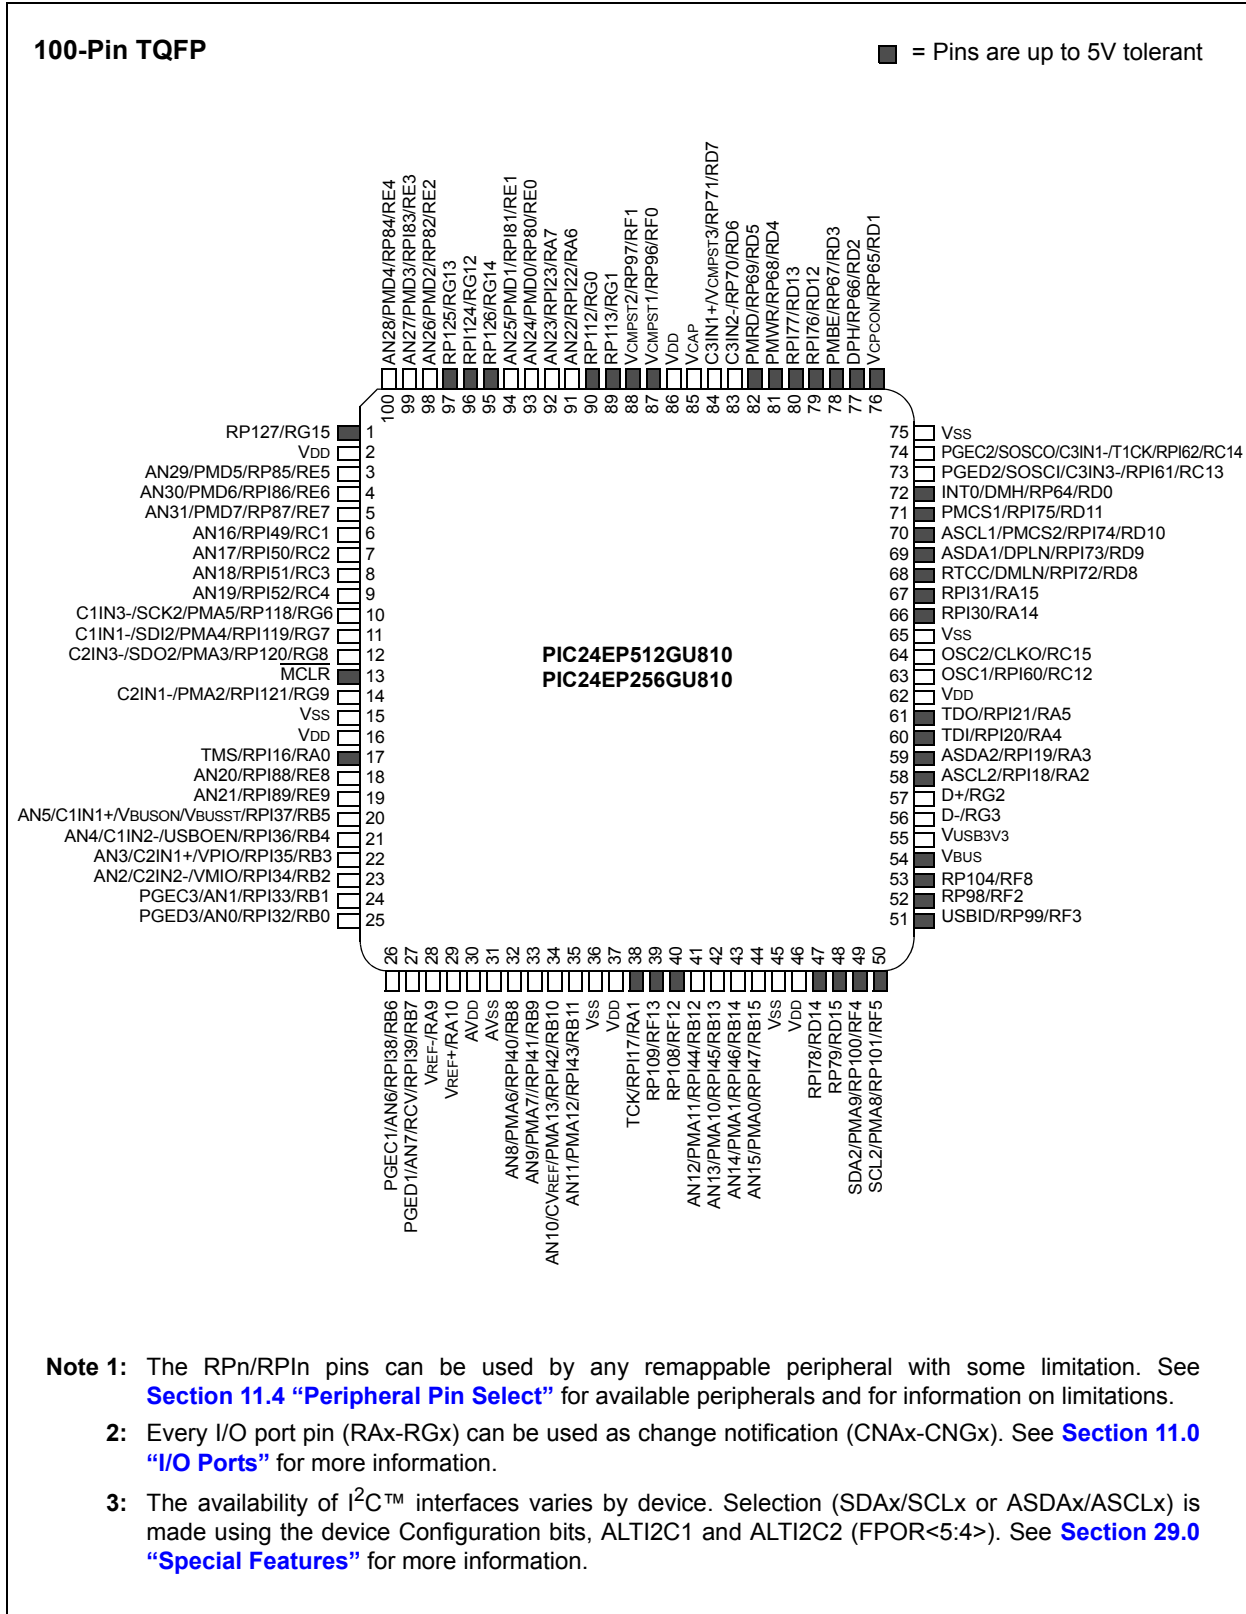 100-Pin TQFP
= Pins are up to 5V tolerant
AN28/PMD4/RP84/RE4
AN27/PMD3/RPI83/RE3
AN26/PMD2/RP82/RE2
RP125/RG13
RPI124/RG12
RP126/RG14
AN25/PMD1/RPI81/RE1
AN24/PMD0/RP80/RE0
AN23/RPI23/RA7
AN22/RPI22/RA6
RP112/RG0
RP113/RG1
VCMPST2/RP97/RF1
VCMPST1/RP96/RF0
VDD
VCAP
C3IN1+/VCMPST3/RP71/RD7
C3IN2-/RP70/RD6
PMRD/RP69/RD5
PMWR/RP68/RD4
RPI77/RD13
RPI76/RD12
PMBE/RP67/RD3
DPH/RP66/RD2
VCPCON/RP65/RD1
100 99 98 97 96 95 94 93 92 91 90 89 88 87 86 85 84 83 82 81 80 79 78 77 76
RP127/RG15 1
VDD 2
AN29/PMD5/RP85/RE5 3
AN30/PMD6/RPI86/RE6 4
AN31/PMD7/RP87/RE7 5
AN16/RPI49/RC1 6
AN17/RPI50/RC2 7
AN18/RPI51/RC3 8
AN19/RPI52/RC4 9
C1IN3-/SCK2/PMA5/RP118/RG6 10
C1IN1-/SDI2/PMA4/RPI119/RG7 11
C2IN3-/SDO2/PMA3/RP120/RG8 12
MCLR 13
C2IN1-/PMA2/RPI121/RG9 14
VSS 15
VDD 16
TMS/RPI16/RA0 17
AN20/RPI88/RE8 18
AN21/RPI89/RE9 19
AN5/C1IN1+/VBUSON/VBUSST/RPI37/RB5 20
AN4/C1IN2-/USBOEN/RPI36/RB4 21
AN3/C2IN1+/VPIO/RPI35/RB3 22
AN2/C2IN2-/VMIO/RPI34/RB2 23
PGEC3/AN1/RPI33/RB1 24
PGED3/AN0/RPI32/RB0 25
PIC24EP512GU810
PIC24EP256GU810
75 VSS
74 PGEC2/SOSCO/C3IN1-/T1CK/RPI62/RC14
73 PGED2/SOSCI/C3IN3-/RPI61/RC13
72 INT0/DMH/RP64/RD0
71 PMCS1/RPI75/RD11
70 ASCL1/PMCS2/RPI74/RD10
69 ASDA1/DPLN/RPI73/RD9
68 RTCC/DMLN/RPI72/RD8
67 RPI31/RA15
66 RPI30/RA14
65 VSS
64 OSC2/CLKO/RC15
63 OSC1/RPI60/RC12
62 VDD
61 TDO/RPI21/RA5
60 TDI/RPI20/RA4
59 ASDA2/RPI19/RA3
58 ASCL2/RPI18/RA2
57 D+/RG2
56 D-/RG3
55 VUSB3V3
54 VBUS
53 RP104/RF8
52 RP98/RF2
51 USBID/RP99/RF3
26 27 28 29 30 31 32 33 34 35 36 37 38 39 40 41 42 43 44 45 46 47 48 49 50
PGEC1/AN6/RPI38/RB6
PGED1/AN7/RCV/RPI39/RB7
VREF-/RA9
VREF+/RA10
AVDD
AVSS
AN8/PMA6/RPI40/RB8
AN9/PMA7/RPI41/RB9
AN10/CVREF/PMA13/RPI42/RB10
AN11/PMA12/RPI43/RB11
VSS
VDD
TCK/RPI17/RA1
RP109/RF13
RP108/RF12
AN12/PMA11/RPI44/RB12
AN13/PMA10/RPI45/RB13
AN14/PMA1/RPI46/RB14
AN15/PMA0/RPI47/RB15
VSS
VDD
RPI78/RD14
RP79/RD15
SDA2/PMA9/RP100/RF4
SCL2/PMA8/RP101/RF5
Note 1: The RPn/RPIn pins can be used by any remappable peripheral with some limitation. See
Section 11.4 “Peripheral Pin Select” for available peripherals and for information on limitations.
2: Every I/O port pin (RAx-RGx) can be used as change notification (CNAx-CNGx). See Section 11.0
“I/O Ports” for more information.
3: The availability of I2C™ interfaces varies by device. Selection (SDAx/SCLx or ASDAx/ASCLx) is
made using the device Configuration bits, ALTI2C1 and ALTI2C2 (FPOR<5:4>). See Section 29.0
“Special Features” for more information.